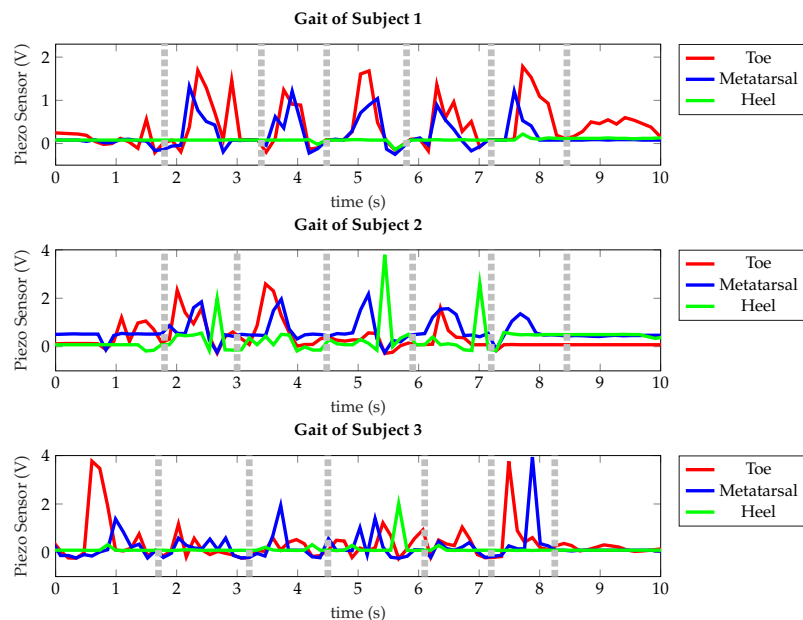 Gait of Subject 1
Piezo Sensor (V)
2
1
0
0 1 2 3 4 5 6 7 8 9 10
time (s)
Toe
Metatarsal
Heel
Gait of Subject 2
Piezo Sensor (V)
4
2
0
0 1 2 3 4 5 6 7 8 9 10
time (s)
Toe
Metatarsal
Heel
Gait of Subject 3
Piezo Sensor (V)
4
2
0
0 1 2 3 4 5 6 7 8 9 10
time (s)
Toe
Metatarsal
Heel